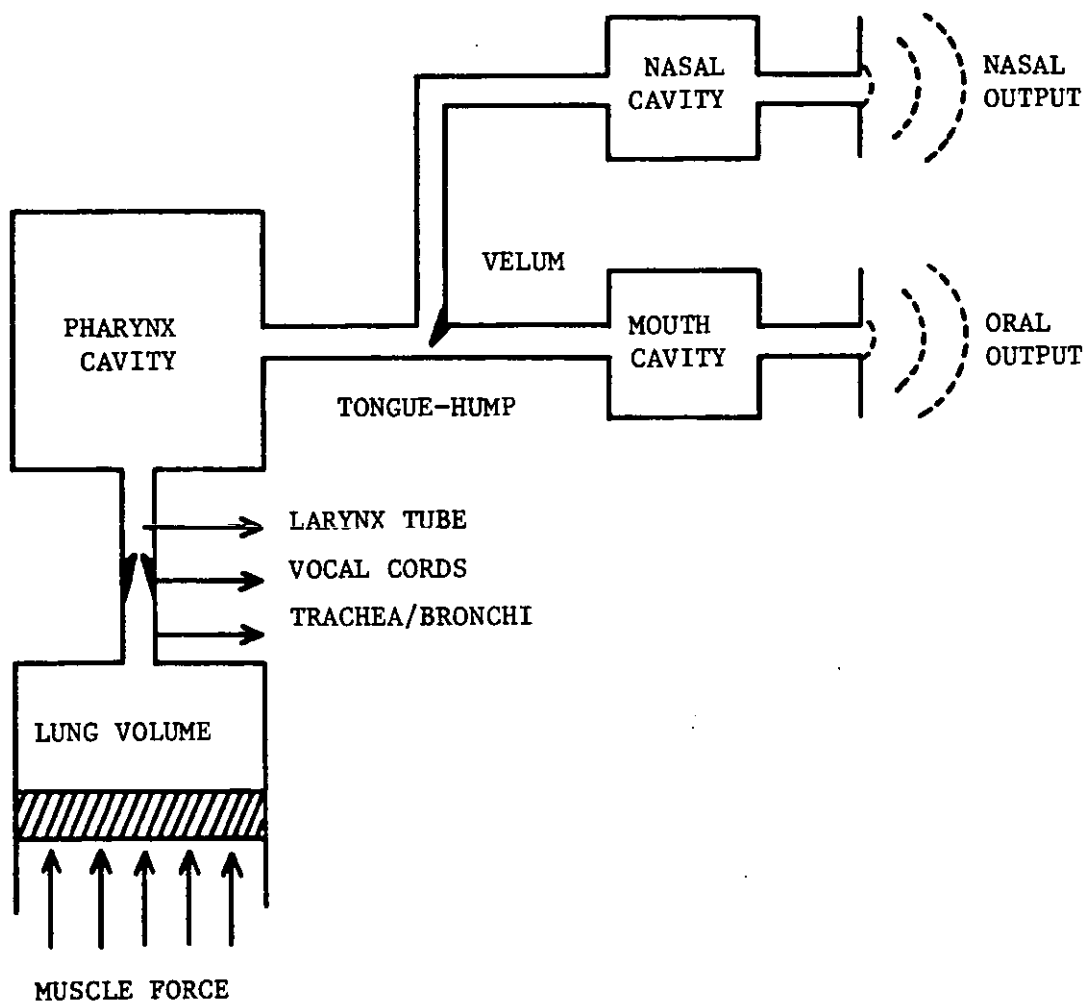 NASAL
CAVITY
NASAL
OUTPUT
VELUM
PHARYNX
CAVITY
MOUTH
CAVITY
ORAL
OUTPUT
TONGUE-HUMP
LARYNX TUBE
VOCAL CORDS
TRACHEA/BRONCHI
LUNG VOLUME
MUSCLE FORCE